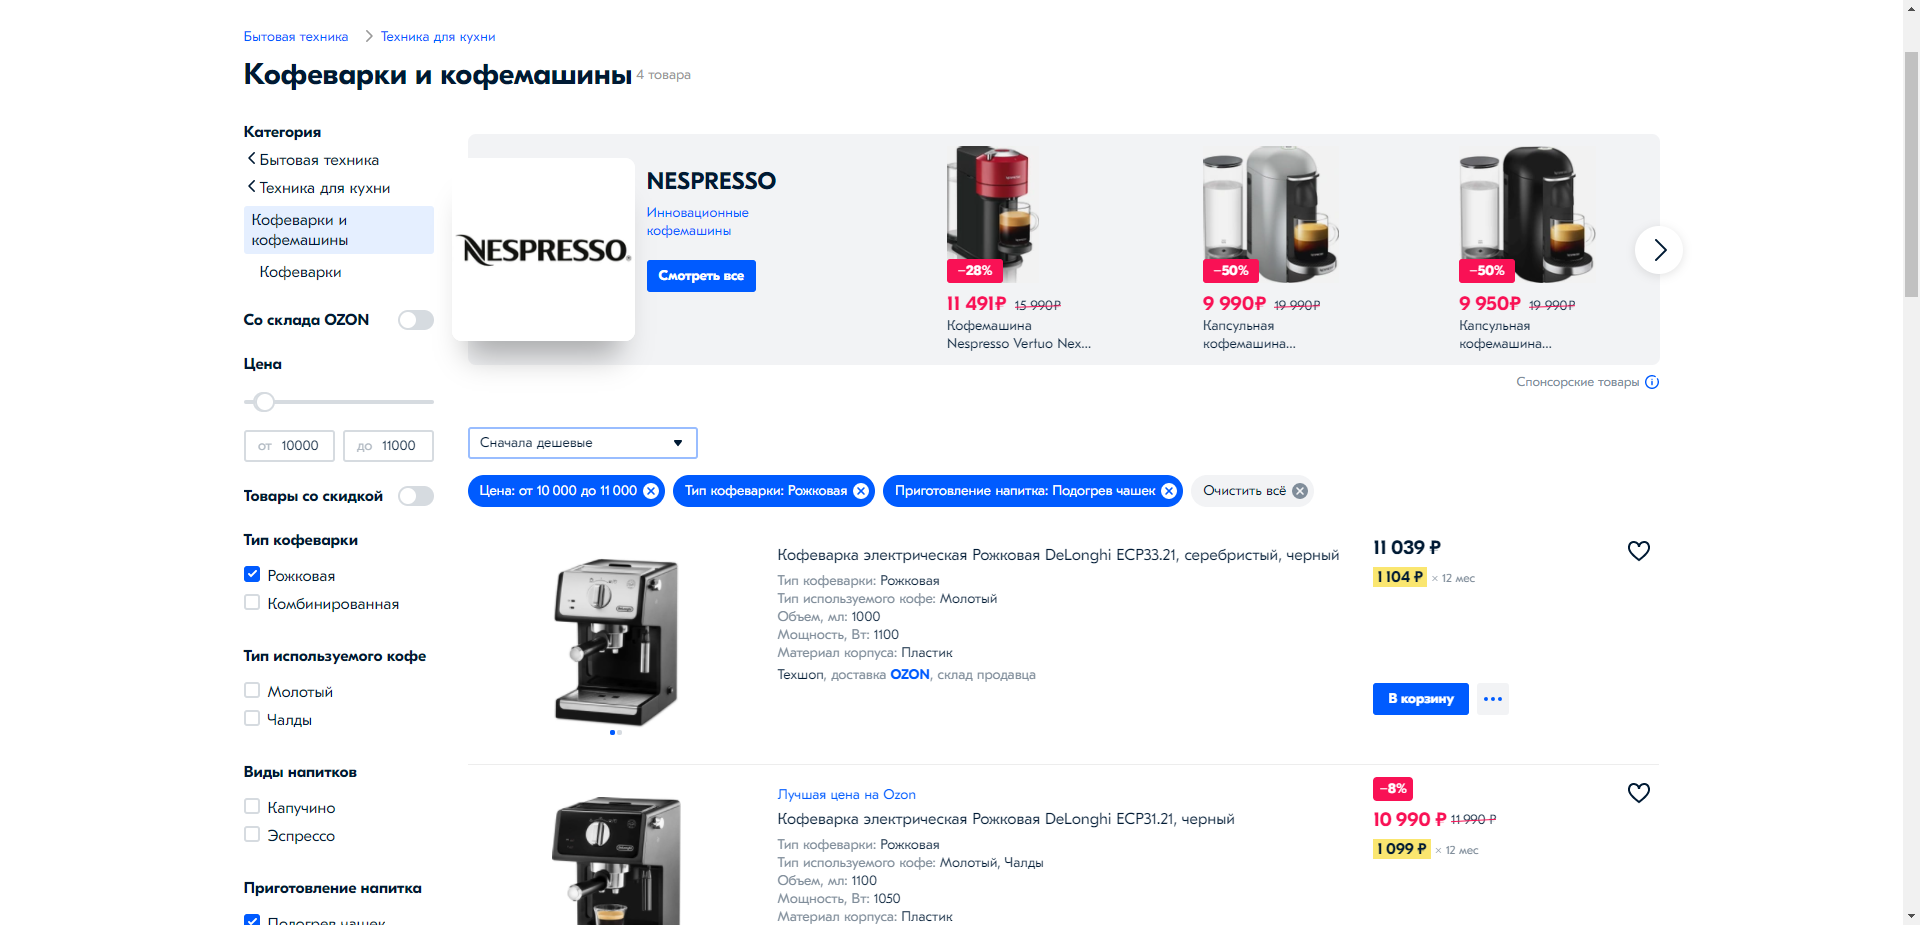 Бытовая техника
Техника для кухни
Кофеварки и кофемашины 4 товара
Категория
Бытовая техника
Техника для кухни
Кофеварки и
кофемашины
Кофеварки
Со склада OZON
Цена
от 10000
до 11000
Товары со скидкой
Тип кофеварки
Рожковая
Комбинированная
Тип используемого кофе
Молотый
Чалды
Виды напитков
Капучино
Эспрессо
Приготовление напитка
Подогрев чашек
NESPRESSO
NESPRESSO
Инновационные
кофемашины
Смотреть все
−28%
11 491₽ 15 990₽
Кофемашина
Nespresso Vertuo Nex...
−50%
9 990₽ 19 990₽
Капсульная
кофемашина...
−50%
9 950₽ 19 990₽
Капсульная
кофемашина...
Спонсорские товары
Сначала дешевые
Цена: от 10 000 до 11 000
Тип кофеварки: Рожковая
Приготовление напитка: Подогрев чашек
Очистить всё
Кофеварка электрическая Рожковая DeLonghi ECP33.21, серебристый, черный
Тип кофеварки: Рожковая
Тип используемого кофе: Молотый
Объем, мл: 1000
Мощность, Вт: 1100
Материал корпуса: Пластик
Техшоп, доставка OZON, склад продавца
11 039 ₽
1 104 ₽ × 12 мес
В корзину
Лучшая цена на Ozon
Кофеварка электрическая Рожковая DeLonghi ECP31.21, черный
Тип кофеварки: Рожковая
Тип используемого кофе: Молотый, Чалды
Объем, мл: 1100
Мощность, Вт: 1050
Материал корпуса: Пластик
−8%
10 990 ₽ 11 990 ₽
1 099 ₽ × 12 мес